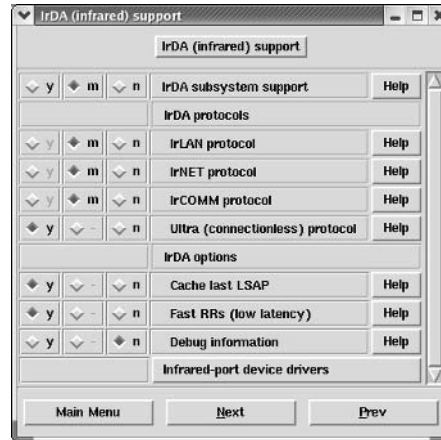 IrDA (infrared) support
IrDA (infrared) support
y m n IrDA subsystem support Help
IrDA protocols
y m n IrLAN protocol Help
y m n IrNET protocol Help
y m n IrCOMM protocol Help
y - n Ultra (connectionless) protocol Help
IrDA options
y - n Cache last LSAP Help
y - n Fast RRs (low latency) Help
y - n Debug information Help
Infrared-port device drivers
Main Menu Next Prev